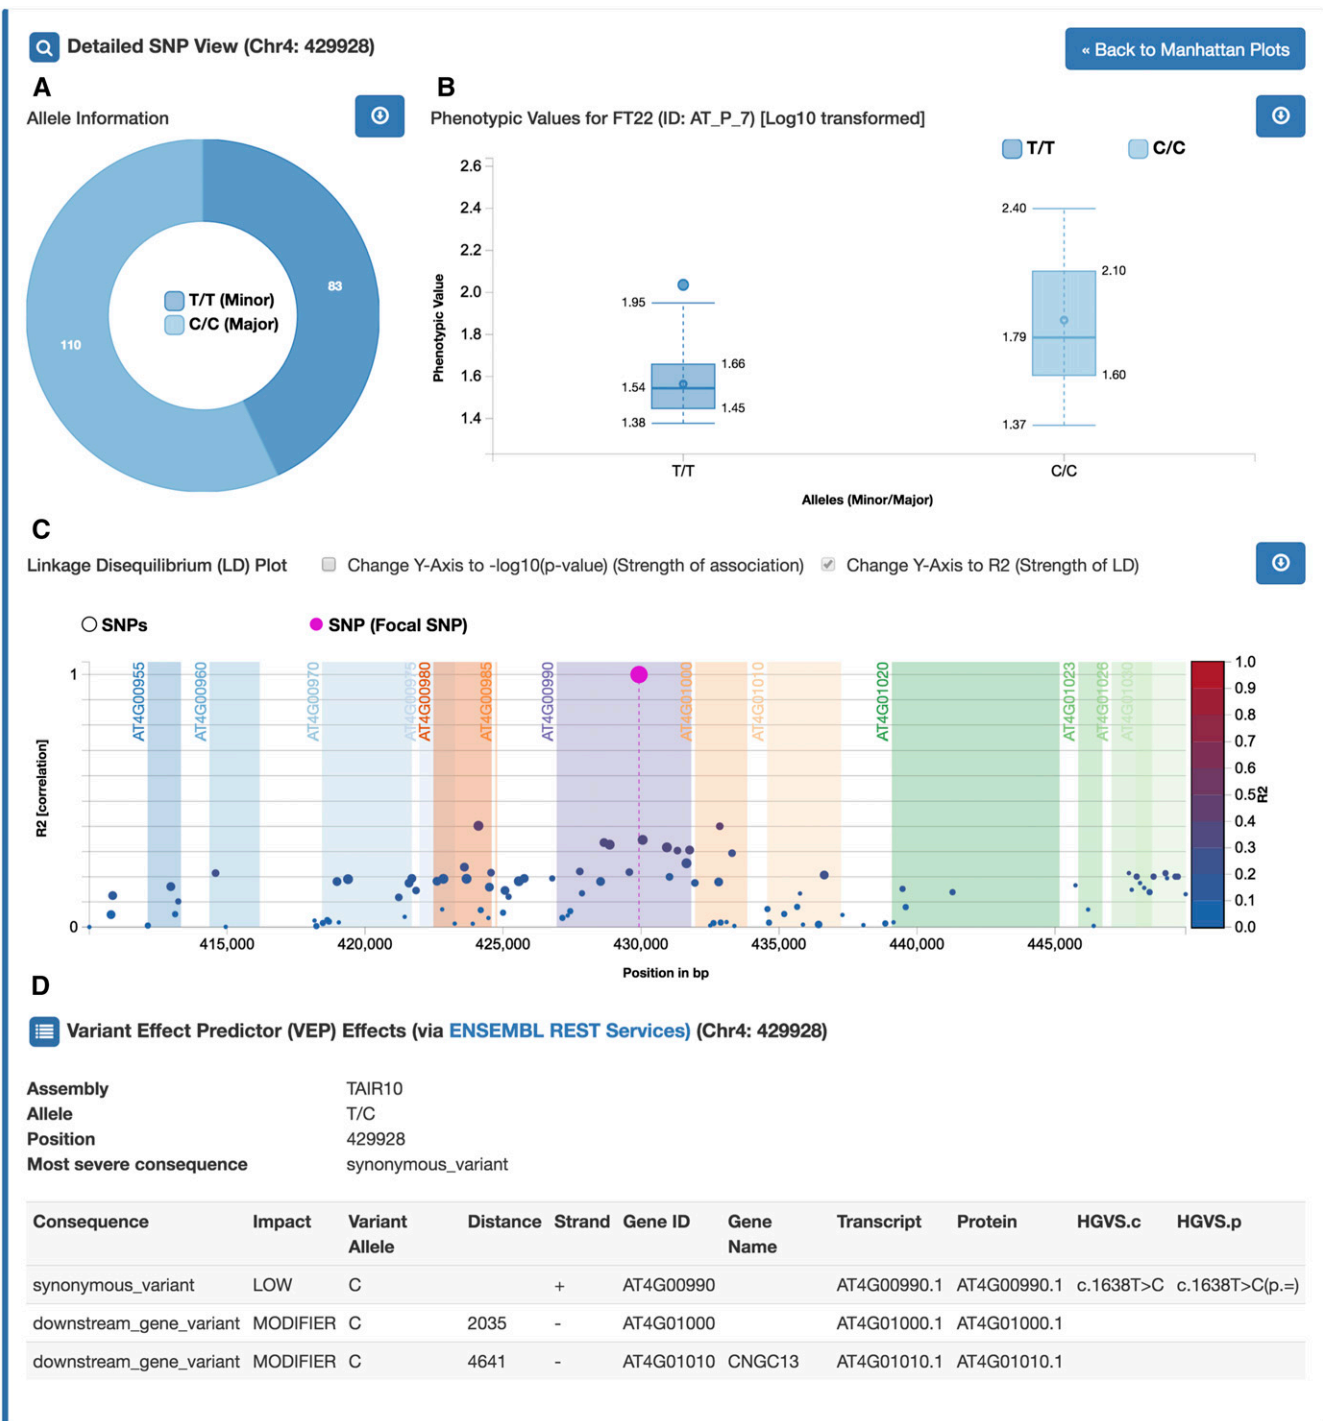 Detailed SNP View (Chr4: 429928)
« Back to Manhattan Plots
A
Allele Information
B
Phenotypic Values for FT22 (ID: AT_P_7) [Log10 transformed]
T/T
C/C
83
110
T/T (Minor)
C/C (Major)
Phenotypic Value
2.6
2.4
2.2
2.0
1.8
1.6
1.4
1.95
1.66
1.54
1.45
1.38
2.40
2.10
1.79
1.60
1.37
T/T
C/C
Alleles (Minor/Major)
C
Linkage Disequilibrium (LD) Plot
Change Y-Axis to -log10(p-value) (Strength of association)
Change Y-Axis to R2 (Strength of LD)
SNPs
SNP (Focal SNP)
R2 [correlation]
1
0
AT4G00955
AT4G00960
AT4G00970
AT4G00975
AT4G00980
AT4G00985
AT4G00990
AT4G01000
AT4G01010
AT4G01020
AT4G01023
AT4G01026
AT4G01030
1.0
0.9
0.8
0.7
0.6
0.5
0.4
0.3
0.2
0.1
0.0
R2
415,000
420,000
425,000
430,000
435,000
440,000
445,000
Position in bp
D
Variant Effect Predictor (VEP) Effects (via ENSEMBL REST Services) (Chr4: 429928)
Assembly TAIR10
Allele T/C
Position 429928
Most severe consequence synonymous_variant
Consequence Impact Variant Allele Distance Strand Gene ID Gene Name Transcript Protein HGVS.c HGVS.p
synonymous_variant LOW C + AT4G00990 AT4G00990.1 AT4G00990.1 c.1638T>C c.1638T>C(p.=)
downstream_gene_variant MODIFIER C 2035 - AT4G01000 AT4G01000.1 AT4G01000.1
downstream_gene_variant MODIFIER C 4641 - AT4G01010 CNGC13 AT4G01010.1 AT4G01010.1